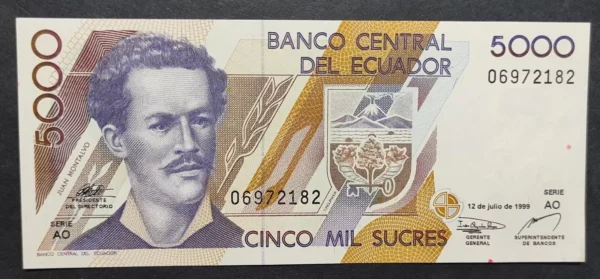 5000
BANCO CENTRAL
DEL ECUADOR
5000
06972182
JUAN MONTALVO
06972182
PRESIDENTE
DEL DIRECTORIO
SERIE
AO
12 de julio de 1999
SERIE
AO
GERENTE
GENERAL
SUPERINTENDENTE
DE BANCOS
BANCO CENTRAL DEL ECUADOR
CINCO MIL SUCRES